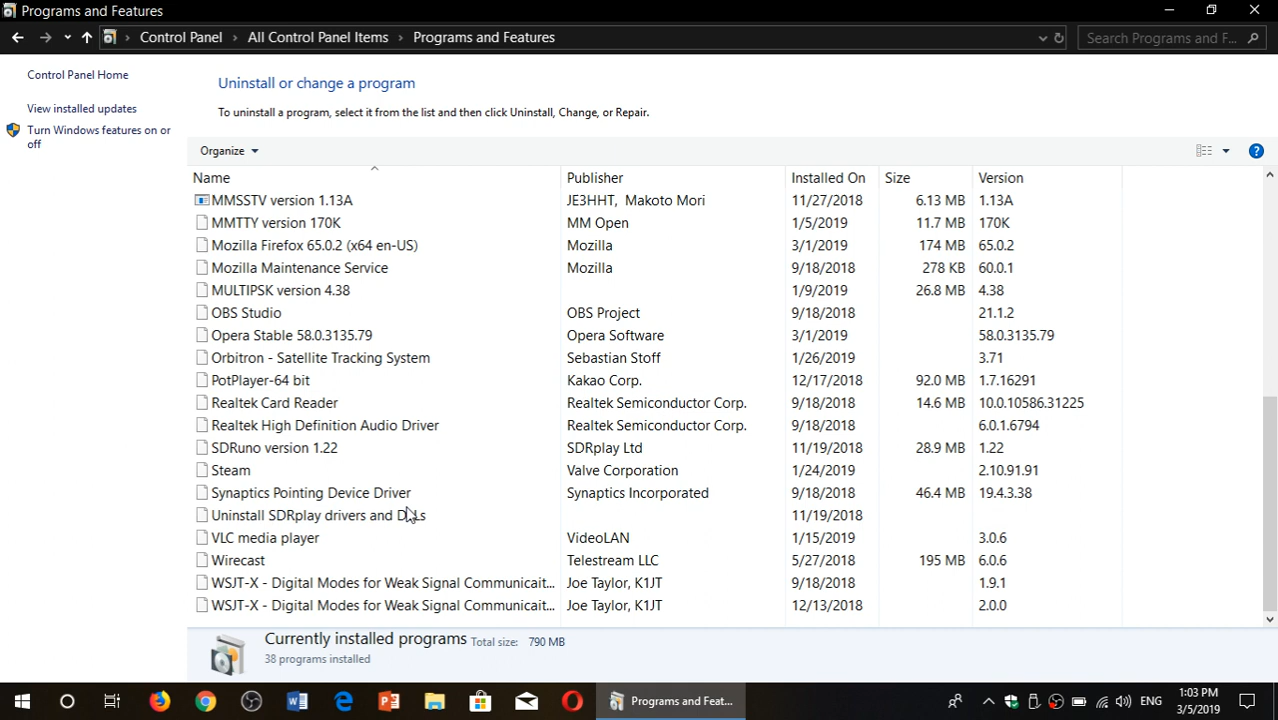 Programs and Features
Control Panel › All Control Panel Items › Programs and Features
Search Programs and F...
Control Panel Home
View installed updates
Turn Windows features on or
off
Uninstall or change a program
To uninstall a program, select it from the list and then click Uninstall, Change, or Repair.
Organize
Name Publisher Installed On Size Version
MMSSTV version 1.13A JE3HHT, Makoto Mori 11/27/2018 6.13 MB 1.13A
MMTTY version 170K MM Open 1/5/2019 11.7 MB 170K
Mozilla Firefox 65.0.2 (x64 en-US) Mozilla 3/1/2019 174 MB 65.0.2
Mozilla Maintenance Service Mozilla 9/18/2018 278 KB 60.0.1
MULTIPSK version 4.38 1/9/2019 26.8 MB 4.38
OBS Studio OBS Project 9/18/2018 21.1.2
Opera Stable 58.0.3135.79 Opera Software 3/1/2019 58.0.3135.79
Orbitron - Satellite Tracking System Sebastian Stoff 1/26/2019 3.71
PotPlayer-64 bit Kakao Corp. 12/17/2018 92.0 MB 1.7.16291
Realtek Card Reader Realtek Semiconductor Corp. 9/18/2018 14.6 MB 10.0.10586.31225
Realtek High Definition Audio Driver Realtek Semiconductor Corp. 9/18/2018 6.0.1.6794
SDRuno version 1.22 SDRplay Ltd 11/19/2018 28.9 MB 1.22
Steam Valve Corporation 1/24/2019 2.10.91.91
Synaptics Pointing Device Driver Synaptics Incorporated 9/18/2018 46.4 MB 19.4.3.38
Uninstall SDRplay drivers and DLLs 11/19/2018
VLC media player VideoLAN 1/15/2019 3.0.6
Wirecast Telestream LLC 5/27/2018 195 MB 6.0.6
WSJT-X - Digital Modes for Weak Signal Communicait... Joe Taylor, K1JT 9/18/2018 1.9.1
WSJT-X - Digital Modes for Weak Signal Communicait... Joe Taylor, K1JT 12/13/2018 2.0.0
Currently installed programs Total size: 790 MB
38 programs installed
Programs and Feat...
ENG
1:03 PM
3/5/2019